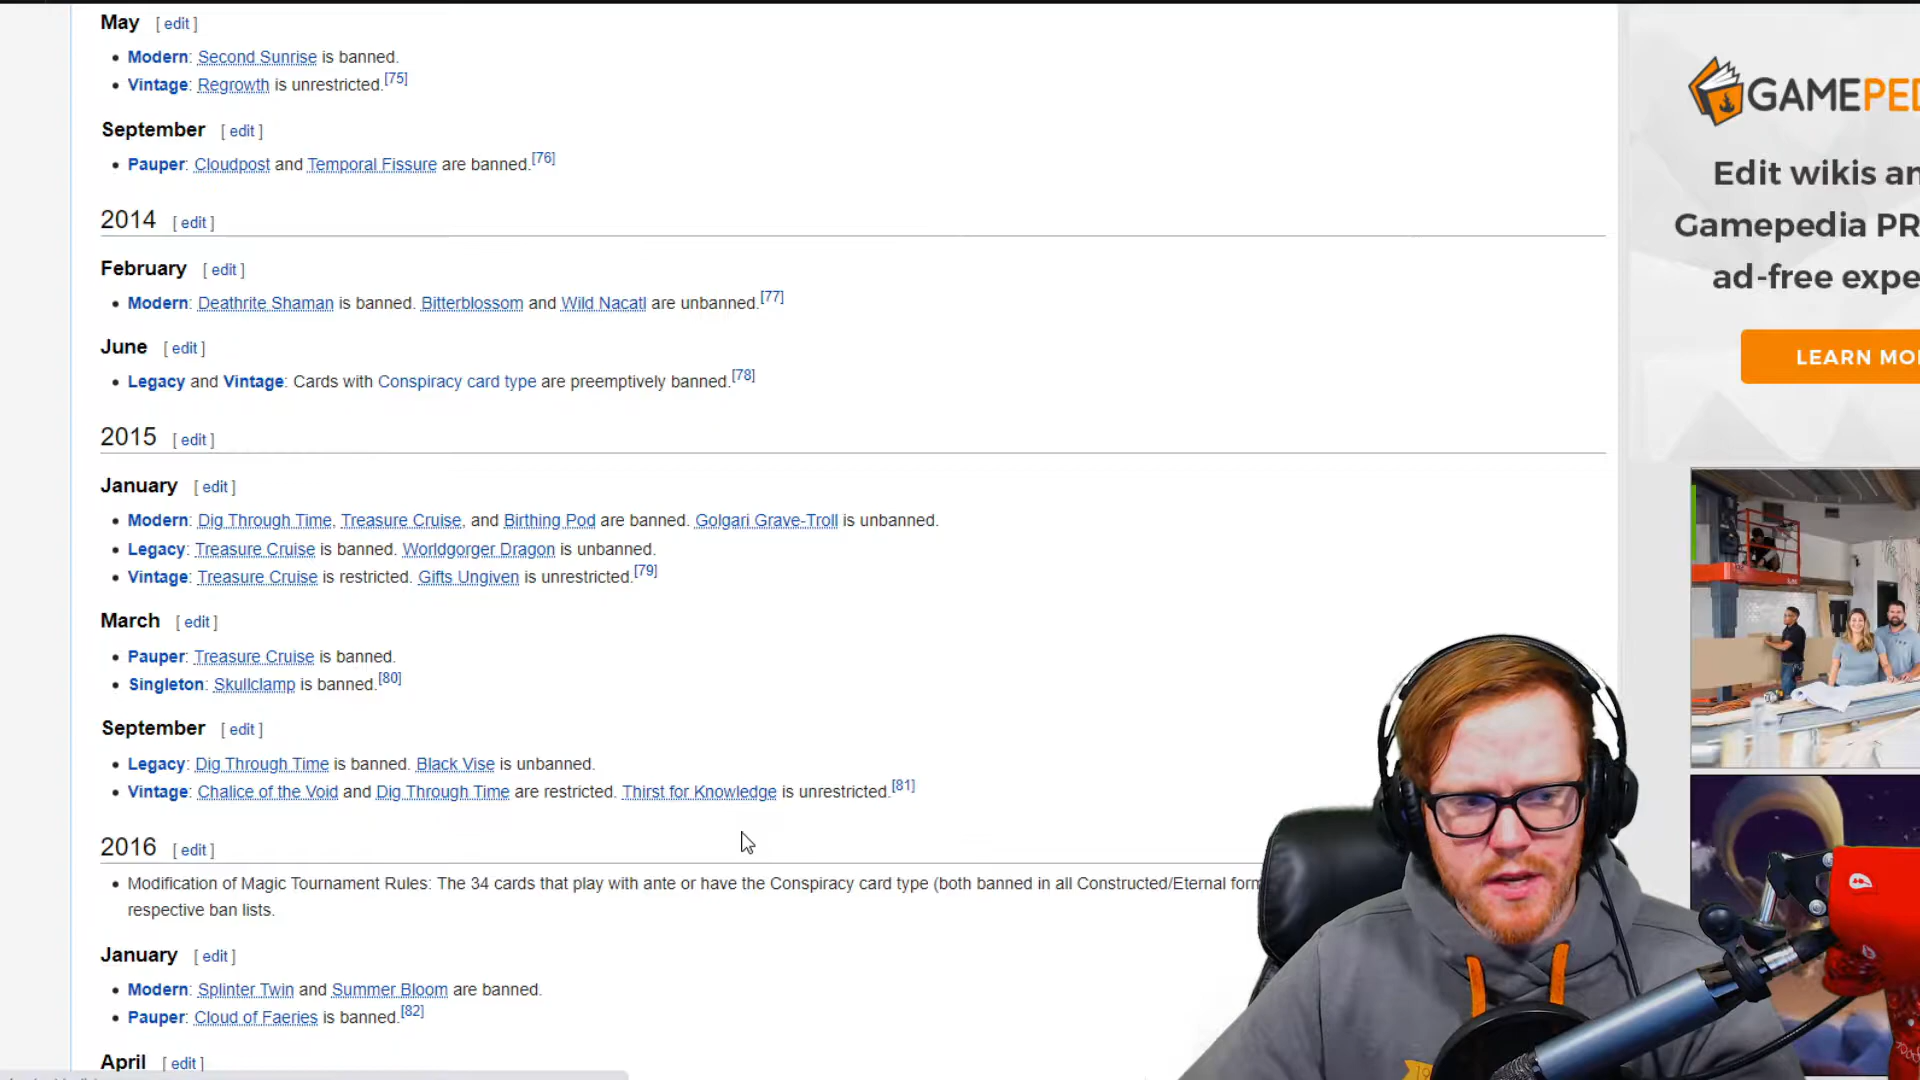 May [ edit ]
• Modern: Second Sunrise is banned.
• Vintage: Regrowth is unrestricted.[75]
September [ edit ]
• Pauper: Cloudpost and Temporal Fissure are banned.[76]
2014 [ edit ]
February [ edit ]
• Modern: Deathrite Shaman is banned. Bitterblossom and Wild Nacatl are unbanned.[77]
June [ edit ]
• Legacy and Vintage: Cards with Conspiracy card type are preemptively banned.[78]
2015 [ edit ]
January [ edit ]
• Modern: Dig Through Time, Treasure Cruise, and Birthing Pod are banned. Golgari Grave-Troll is unbanned.
• Legacy: Treasure Cruise is banned. Worldgorger Dragon is unbanned.
• Vintage: Treasure Cruise is restricted. Gifts Ungiven is unrestricted.[79]
March [ edit ]
• Pauper: Treasure Cruise is banned.
• Singleton: Skullclamp is banned.[80]
September [ edit ]
• Legacy: Dig Through Time is banned. Black Vise is unbanned.
• Vintage: Chalice of the Void and Dig Through Time are restricted. Thirst for Knowledge is unrestricted.[81]
2016 [ edit ]
• Modification of Magic Tournament Rules: The 34 cards that play with ante or have the Conspiracy card type (both banned in all Constructed/Eternal form
respective ban lists.
January [ edit ]
• Modern: Splinter Twin and Summer Bloom are banned.
• Pauper: Cloud of Faeries is banned.[82]
April [ edit ]
GAMEPED
Edit wikis an
Gamepedia PR
ad-free expe
LEARN MO